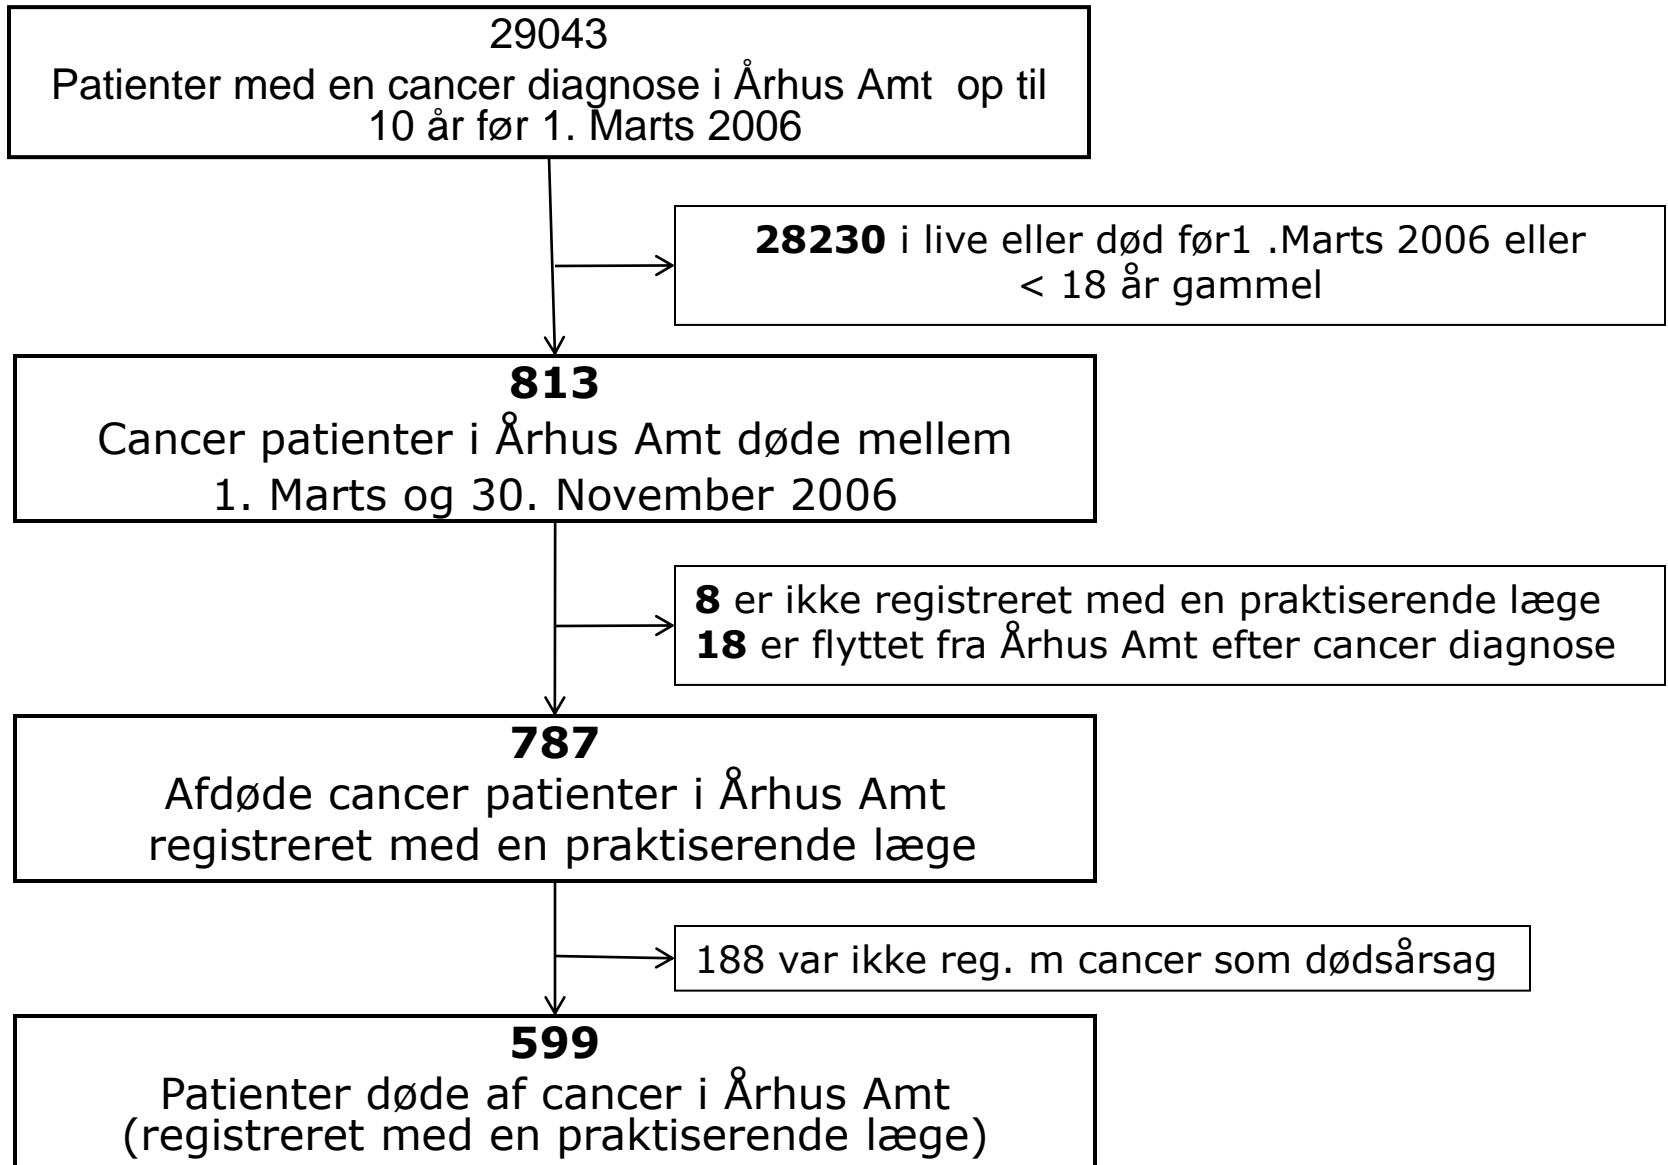 29043
Patienter med en cancer diagnose i Århus Amt op til
10 år før 1. Marts 2006
28230 i live eller død før1 .Marts 2006 eller
< 18 år gammel
813
Cancer patienter i Århus Amt døde mellem
1. Marts og 30. November 2006
8 er ikke registreret med en praktiserende læge
18 er flyttet fra Århus Amt efter cancer diagnose
787
Afdøde cancer patienter i Århus Amt
registreret med en praktiserende læge
188 var ikke reg. m cancer som dødsårsag
599
Patienter døde af cancer i Århus Amt
(registreret med en praktiserende læge)